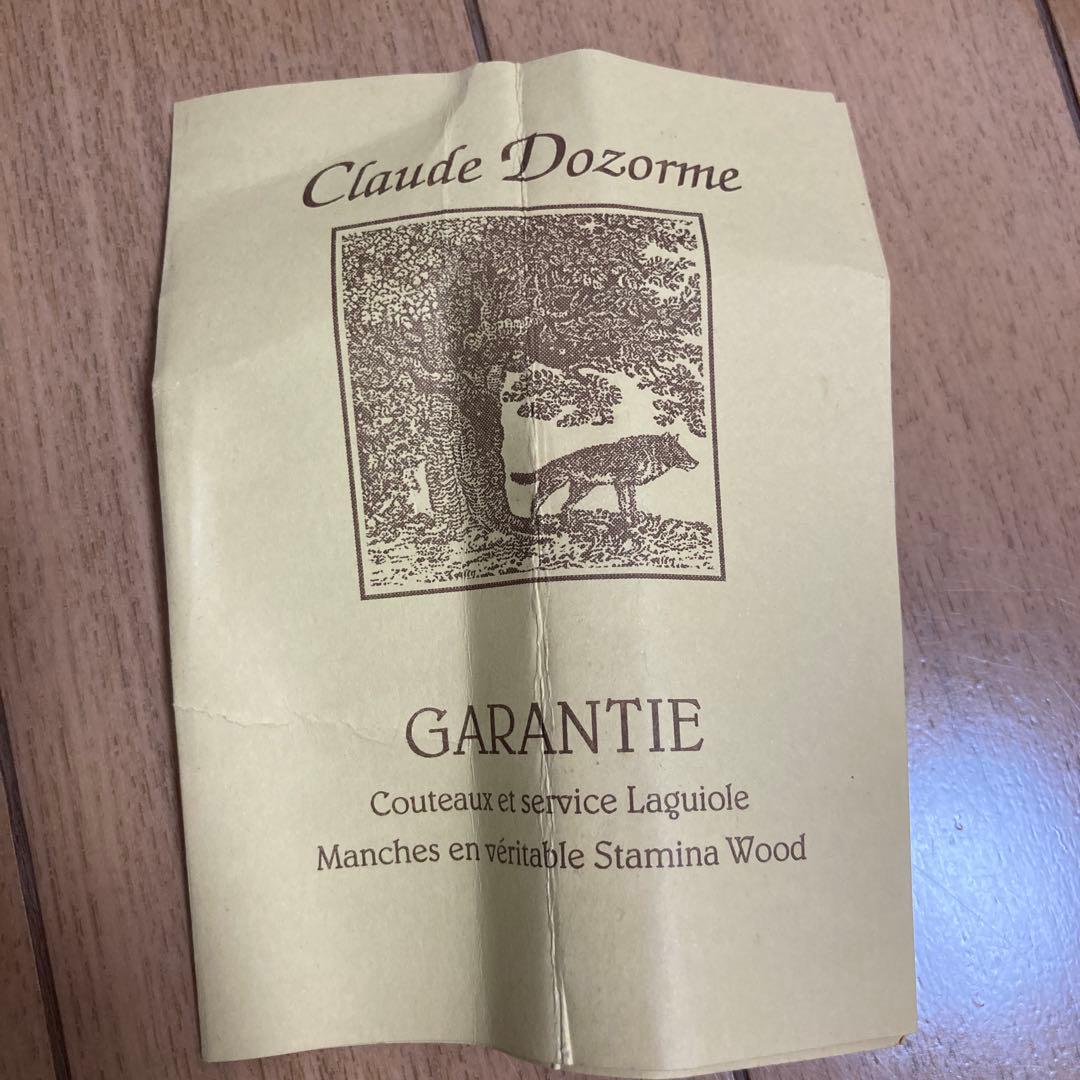 Claude Dozorme
GARANTIE
Couteaux et service Laguiole
Manches en véritable Stamina Wood